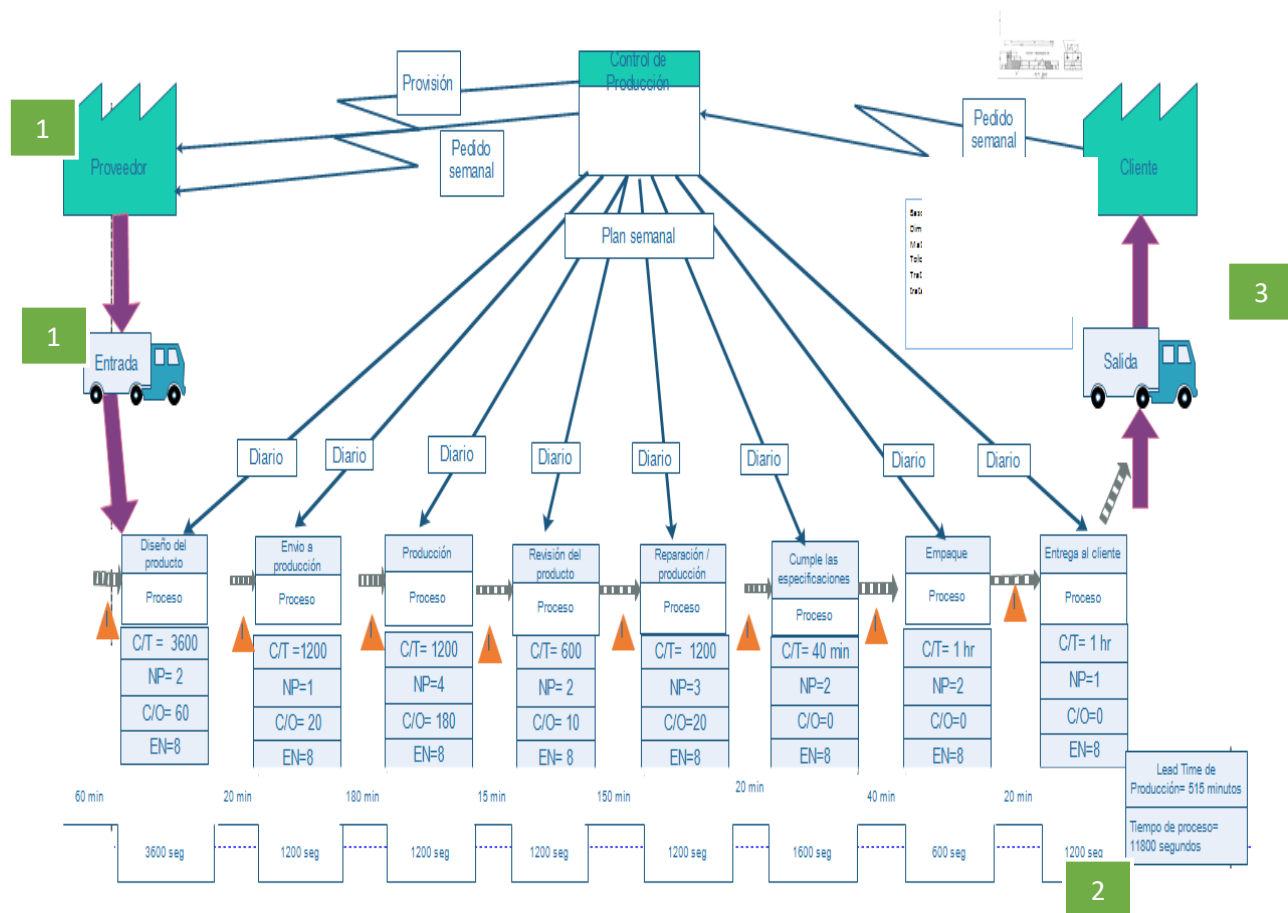 Control de
Producción
Provisión
Pedido
semanal
Pedido
semanal
1
Proveedor
Cliente
Plan semanal
3
1
Entrada
Salida
Diario
Diario
Diario
Diario
Diario
Diario
Diario
Diario
Diseño del
producto
Proceso
C/T = 3600
NP= 2
C/O= 60
EN=8
Envio a
producción
Proceso
C/T =1200
NP=1
C/O= 20
EN=8
Producción
Proceso
C/T= 1200
NP=4
C/O= 180
EN=8
Revisión del
producto
Proceso
C/T= 600
NP= 2
C/O= 10
EN= 8
Reparación /
producción
Proceso
C/T= 1200
NP=3
C/O=20
EN=8
Cumple las
especificaciones
Proceso
C/T= 40 min
NP=2
C/O=0
EN=8
Empaque
Proceso
C/T= 1 hr
NP=2
C/O=0
EN=8
Entrega al cliente
Proceso
C/T= 1 hr
NP=1
C/O=0
EN=8
60 min
20 min
180 min
15 min
150 min
20 min
40 min
20 min
3600 seg
1200 seg
1200 seg
1200 seg
1200 seg
1600 seg
600 seg
1200 seg
Lead Time de
Producción= 515 minutos
Tiempo de proceso=
11800 segundos
2